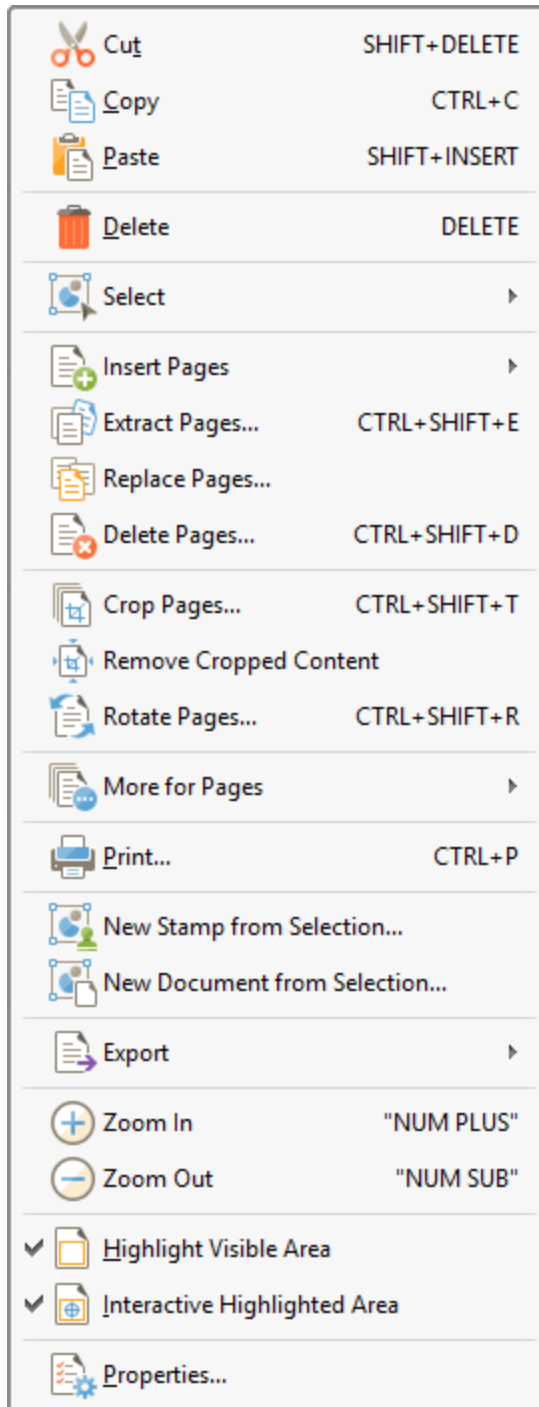 Cut SHIFT+DELETE
Copy CTRL+C
Paste SHIFT+INSERT
Delete DELETE
Select
Insert Pages
Extract Pages... CTRL+SHIFT+E
Replace Pages...
Delete Pages... CTRL+SHIFT+D
Crop Pages... CTRL+SHIFT+T
Remove Cropped Content
Rotate Pages... CTRL+SHIFT+R
More for Pages
Print... CTRL+P
New Stamp from Selection...
New Document from Selection...
Export
Zoom In "NUM PLUS"
Zoom Out "NUM SUB"
Highlight Visible Area
Interactive Highlighted Area
Properties...